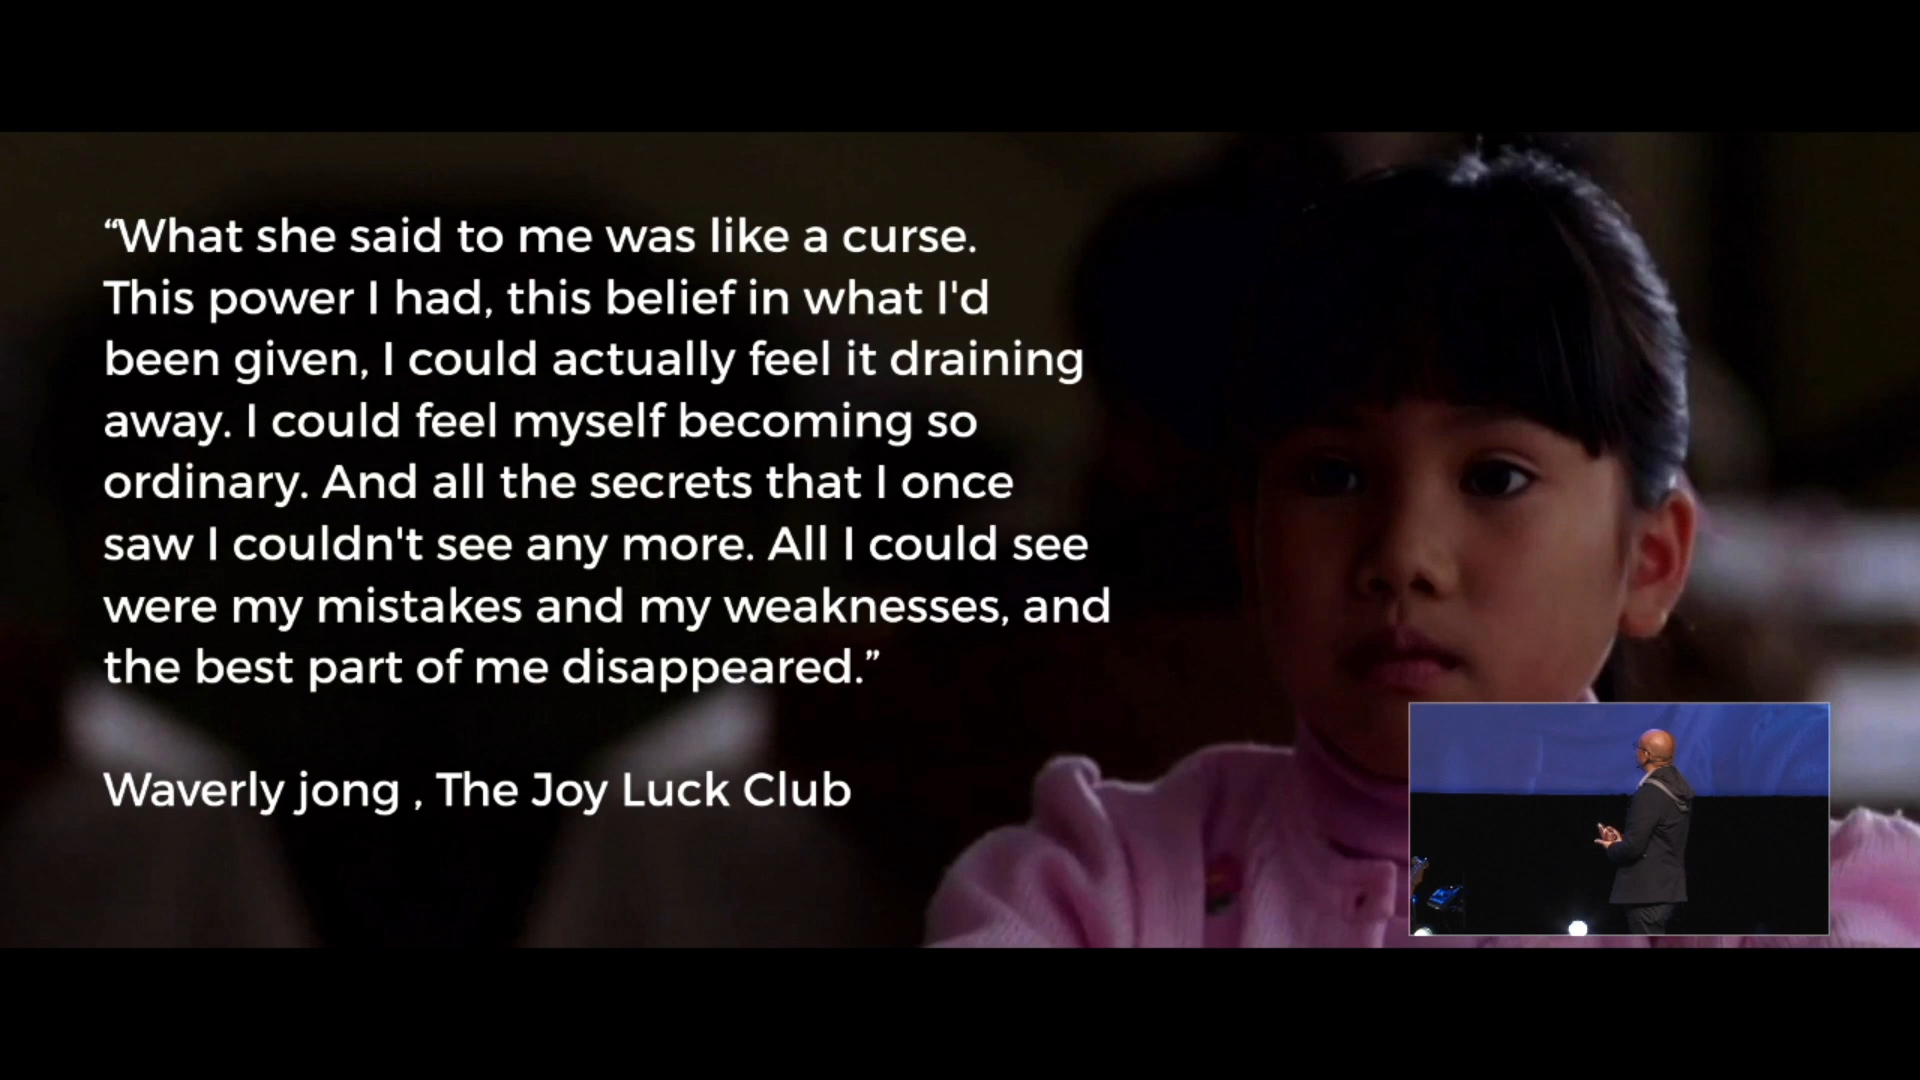 “What she said to me was like a curse.
This power I had, this belief in what I'd
been given, I could actually feel it draining
away. I could feel myself becoming so
ordinary. And all the secrets that I once
saw I couldn't see any more. All I could see
were my mistakes and my weaknesses, and
the best part of me disappeared.”
Waverly jong , The Joy Luck Club